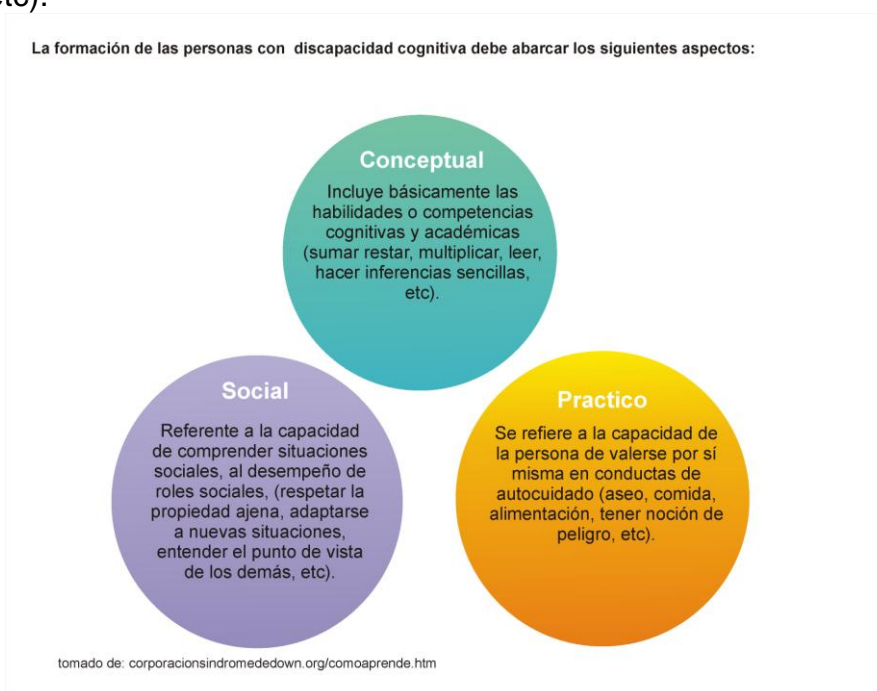 etc).
La formación de las personas con  discapacidad cognitiva debe abarcar los siguientes aspectos:
Conceptual
Incluye básicamente las
habilidades o competencias
cognitivas y académicas
(sumar restar, multiplicar, leer,
hacer inferencias sencillas,
etc).
Social
Referente a la capacidad
de comprender situaciones
sociales, al desempeño de
roles sociales, (respetar la
propiedad ajena, adaptarse
a nuevas situaciones,
entender el punto de vista
de los demás, etc).
Practico
Se refiere a la capacidad de
la persona de valerse por sí
misma en conductas de
autocuidado (aseo, comida,
alimentación, tener noción de
peligro, etc).
tomado de: corporacionsindromededown.org/comoaprende.htm